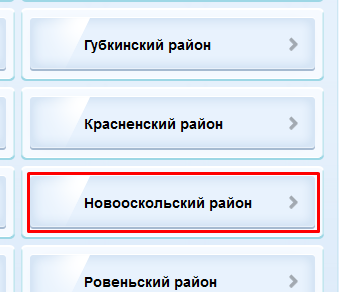 Губкинский район
Красненский район
Новооскольский район
Ровеньский район